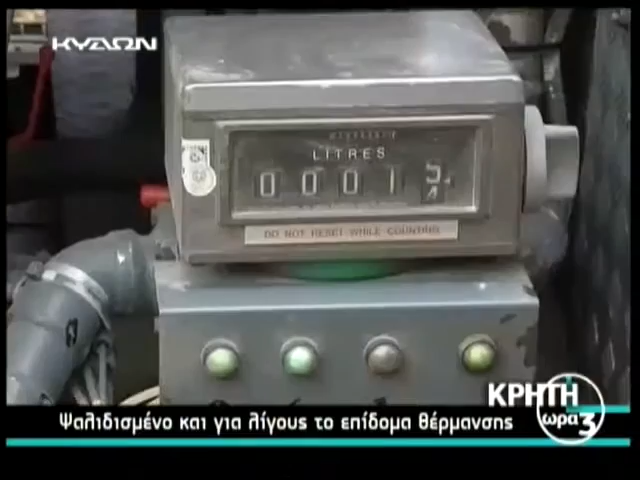 ΚΥΔΩΝ
LITRES
0 0 0 1 5
4
DO NOT RESET WHILE COUNTING
ΚΡΗΤΗ
ώρα 3
Ψαλιδισμένο και για λίγους το επίδομα θέρμανσης